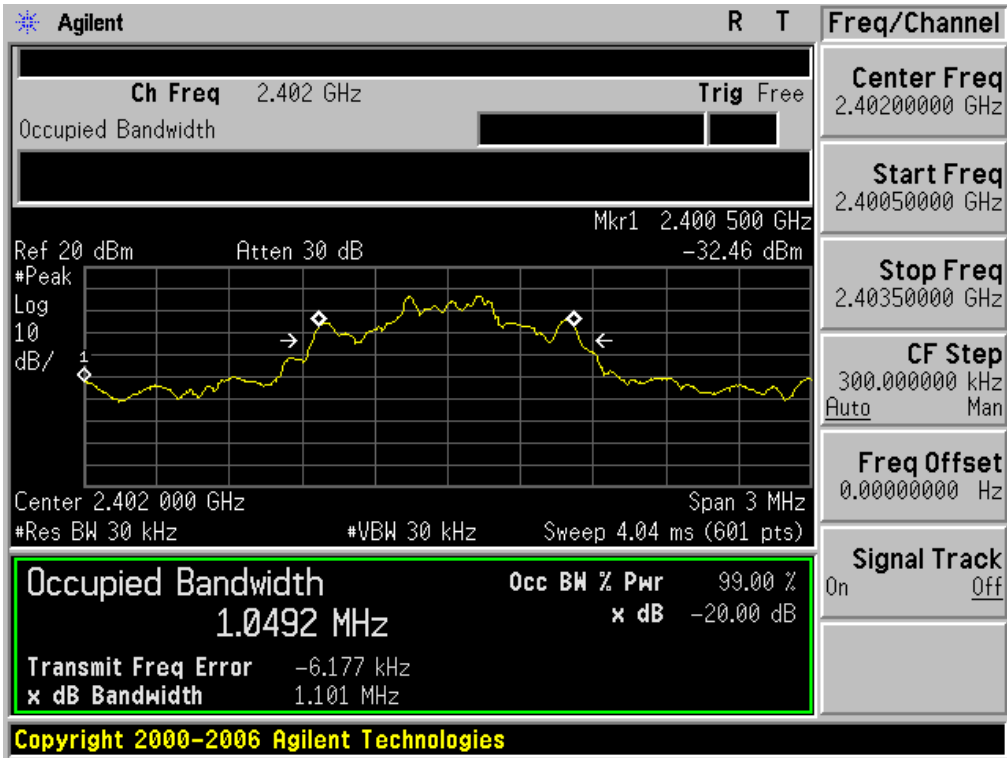 Agilent R T
Freq/Channel
Ch Freq 2.402 GHz Trig Free
Occupied Bandwidth
Mkr1 2.400 500 GHz
Ref 20 dBm Atten 30 dB -32.46 dBm
#Peak
Log
10
dB/
1
Center 2.402 000 GHz Span 3 MHz
#Res BW 30 kHz #VBW 30 kHz Sweep 4.04 ms (601 pts)
Occupied Bandwidth
1.0492 MHz
Occ BW % Pwr 99.00 %
x dB -20.00 dB
Transmit Freq Error -6.177 kHz
x dB Bandwidth 1.101 MHz
Center Freq
2.40200000 GHz
Start Freq
2.40050000 GHz
Stop Freq
2.40350000 GHz
CF Step
300.000000 kHz
Auto Man
Freq Offset
0.00000000 Hz
Signal Track
On Off
Copyright 2000-2006 Agilent Technologies